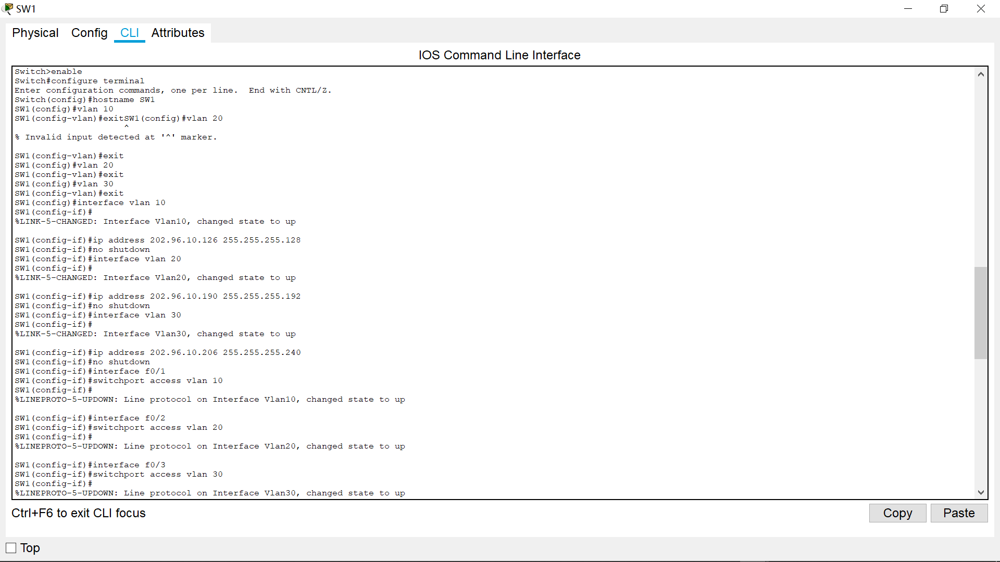 SW1
Physical Config CLI Attributes
IOS Command Line Interface
Switch>enable
Switch#configure terminal
Enter configuration commands, one per line.  End with CNTL/Z.
Switch(config)#hostname SW1
SW1(config)#vlan 10
SW1(config-vlan)#exitSW1(config)#vlan 20
^
% Invalid input detected at '^' marker.
SW1(config-vlan)#exit
SW1(config)#vlan 20
SW1(config-vlan)#exit
SW1(config)#vlan 30
SW1(config-vlan)#exit
SW1(config)#interface vlan 10
SW1(config-if)#
%LINK-5-CHANGED: Interface Vlan10, changed state to up
SW1(config-if)#ip address 202.96.10.126 255.255.255.128
SW1(config-if)#no shutdown
SW1(config-if)#interface vlan 20
SW1(config-if)#
%LINK-5-CHANGED: Interface Vlan20, changed state to up
SW1(config-if)#ip address 202.96.10.190 255.255.255.192
SW1(config-if)#no shutdown
SW1(config-if)#interface vlan 30
SW1(config-if)#
%LINK-5-CHANGED: Interface Vlan30, changed state to up
SW1(config-if)#ip address 202.96.10.206 255.255.255.240
SW1(config-if)#no shutdown
SW1(config-if)#interface f0/1
SW1(config-if)#switchport access vlan 10
SW1(config-if)#
%LINEPROTO-5-UPDOWN: Line protocol on Interface Vlan10, changed state to up
SW1(config-if)#interface f0/2
SW1(config-if)#switchport access vlan 20
SW1(config-if)#
%LINEPROTO-5-UPDOWN: Line protocol on Interface Vlan20, changed state to up
SW1(config-if)#interface f0/3
SW1(config-if)#switchport access vlan 30
SW1(config-if)#
%LINEPROTO-5-UPDOWN: Line protocol on Interface Vlan30, changed state to up
Ctrl+F6 to exit CLI focus
Copy Paste
Top